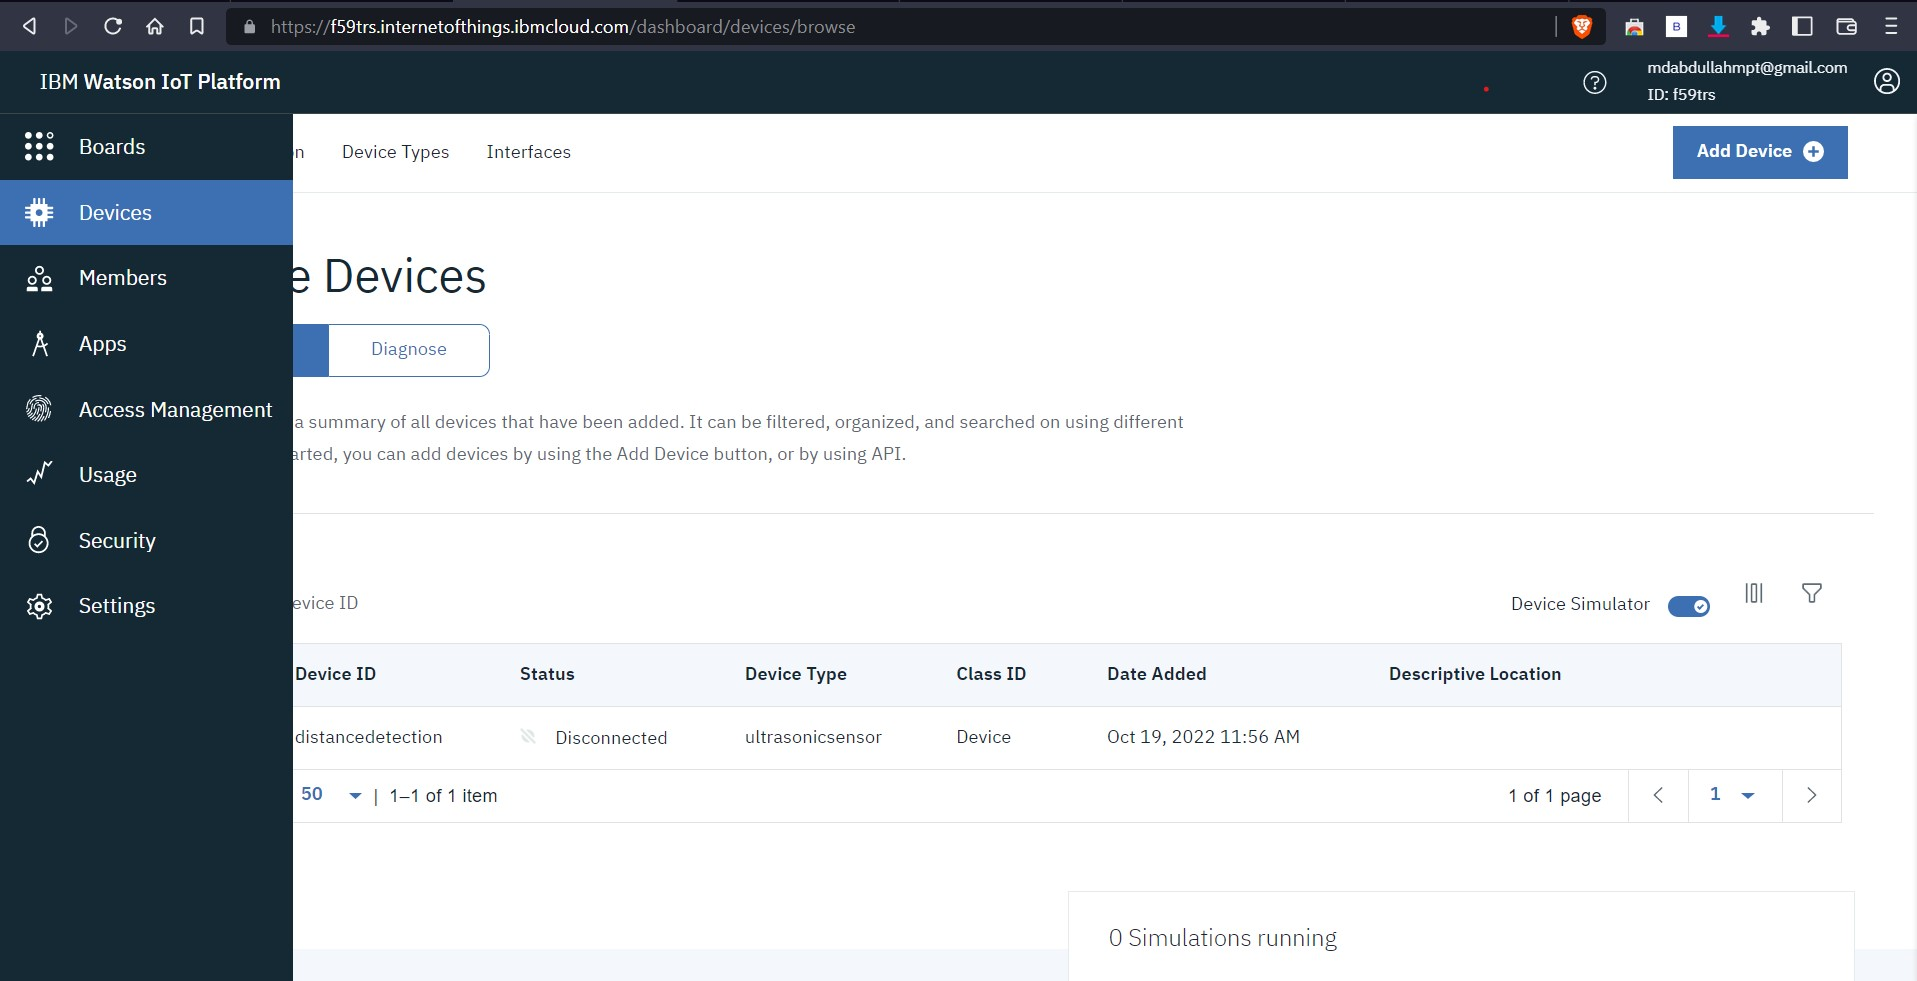 https://f59trs.internetofthings.ibmcloud.com/dashboard/devices/browse
IBM Watson IoT Platform
mdabdullahmpt@gmail.com
ID: f59trs
Boards
Devices
Members
Apps
Access Management
Usage
Security
Settings
n Device Types Interfaces
Add Device
e Devices
Diagnose
a summary of all devices that have been added. It can be filtered, organized, and searched on using different
arted, you can add devices by using the Add Device button, or by using API.
evice ID
Device Simulator
Device ID Status Device Type Class ID Date Added Descriptive Location
distancedetection Disconnected ultrasonicsensor Device Oct 19, 2022 11:56 AM
50 | 1–1 of 1 item 1 of 1 page 1
0 Simulations running